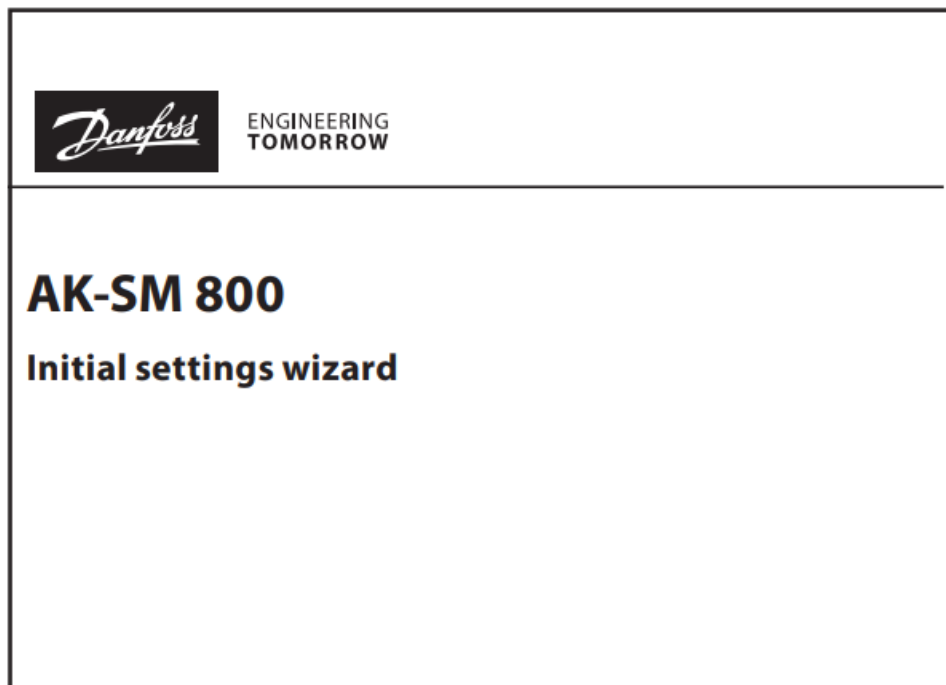 Danfoss
ENGINEERING
TOMORROW
AK-SM 800
Initial settings wizard